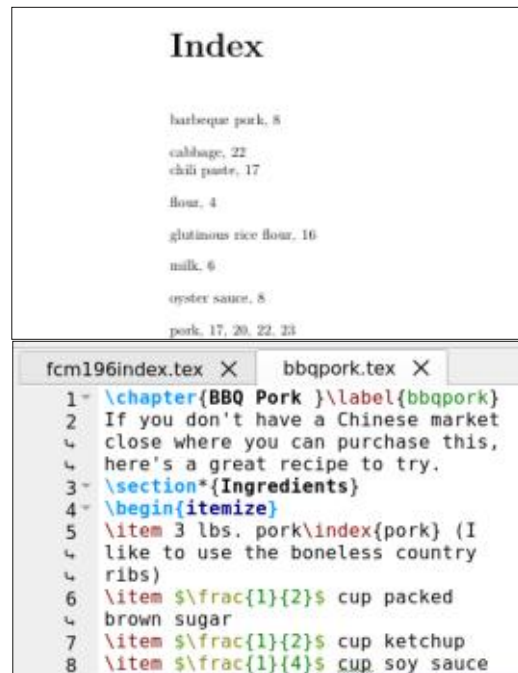 Index
barbeque pork, 8
cabbage, 22
chili paste, 17
flour, 4
glutinous rice flour, 16
milk, 6
oyster sauce, 8
pork, 17, 20, 22, 23
fcm196index.tex X bbqpork.tex X
1 \chapter{BBQ Pork }\label{bbqpork}
2 If you don't have a Chinese market
close where you can purchase this,
here's a great recipe to try.
3 \section*{Ingredients}
4 \begin{itemize}
5 \item 3 lbs. pork\index{pork} (I
like to use the boneless country
ribs)
6 \item $\frac{1}{2}$ cup packed
brown sugar
7 \item $\frac{1}{2}$ cup ketchup
8 \item $\frac{1}{4}$ cup soy sauce